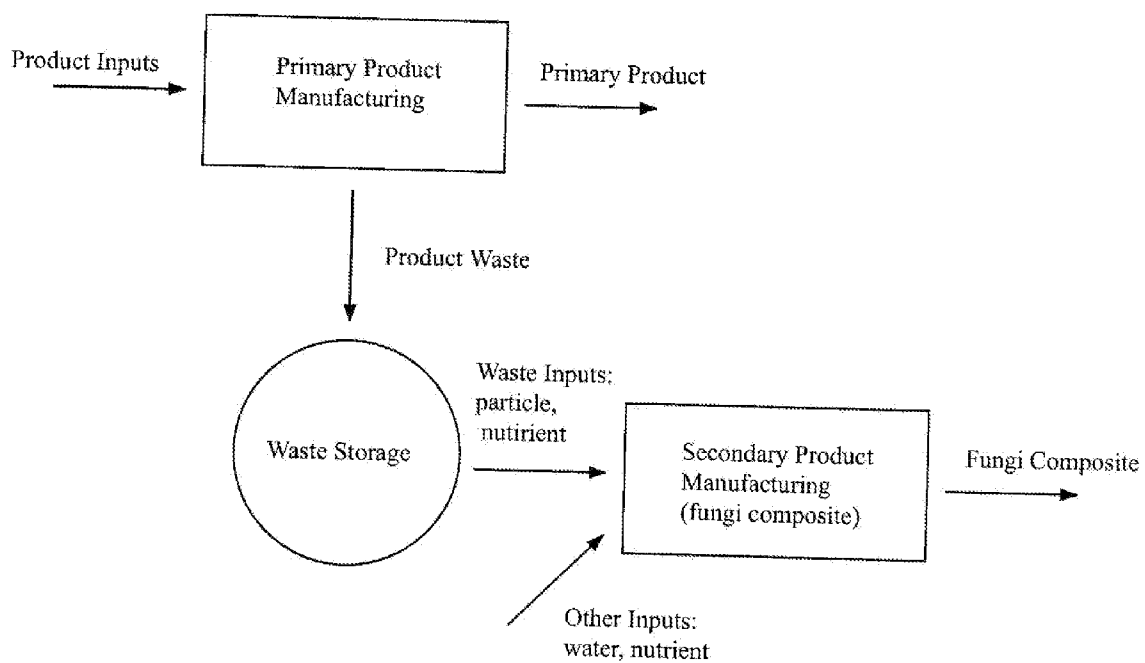 Product Inputs
Primary Product
Manufacturing
Primary Product
Product Waste
Waste Storage
Waste Inputs:
particle,
nutirient
Secondary Product
Manufacturing
(fungi composite)
Fungi Composite
Other Inputs:
water, nutrient